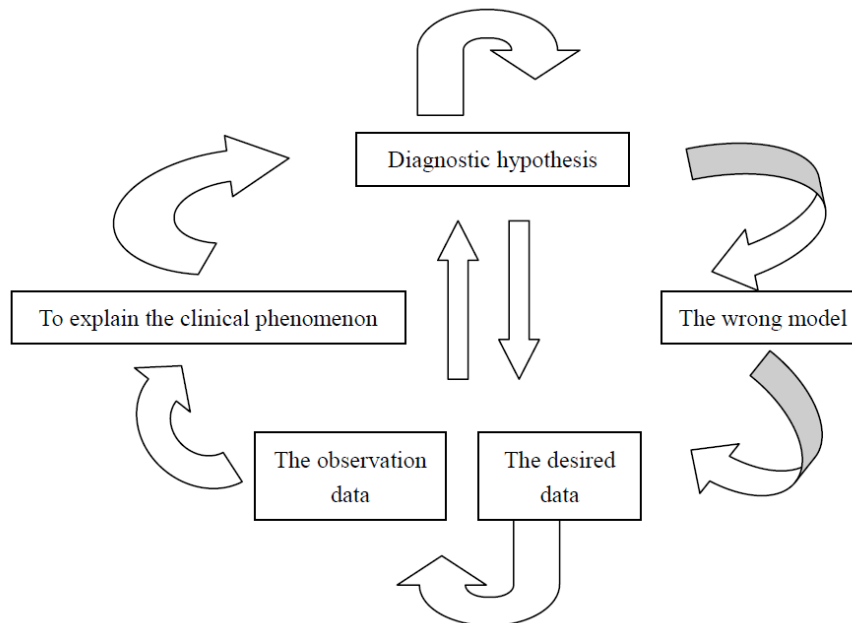 Diagnostic hypothesis
To explain the clinical phenomenon
The wrong model
The observation
data
The desired
data